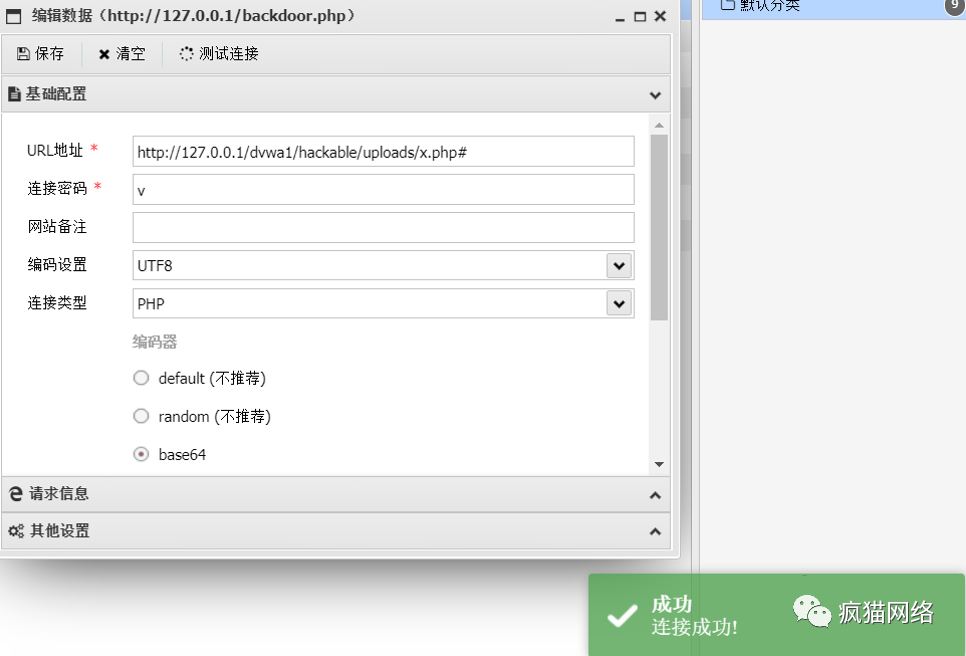 编辑数据（http://127.0.0.1/backdoor.php）
默认分类
9
保存 清空 测试连接
基础配置
URL地址 * http://127.0.0.1/dvwa1/hackable/uploads/x.php#
连接密码 * v
网站备注
编码设置 UTF8
连接类型 PHP
编码器
default (不推荐)
random (不推荐)
base64
请求信息
其他设置
成功
连接成功!
疯猫网络